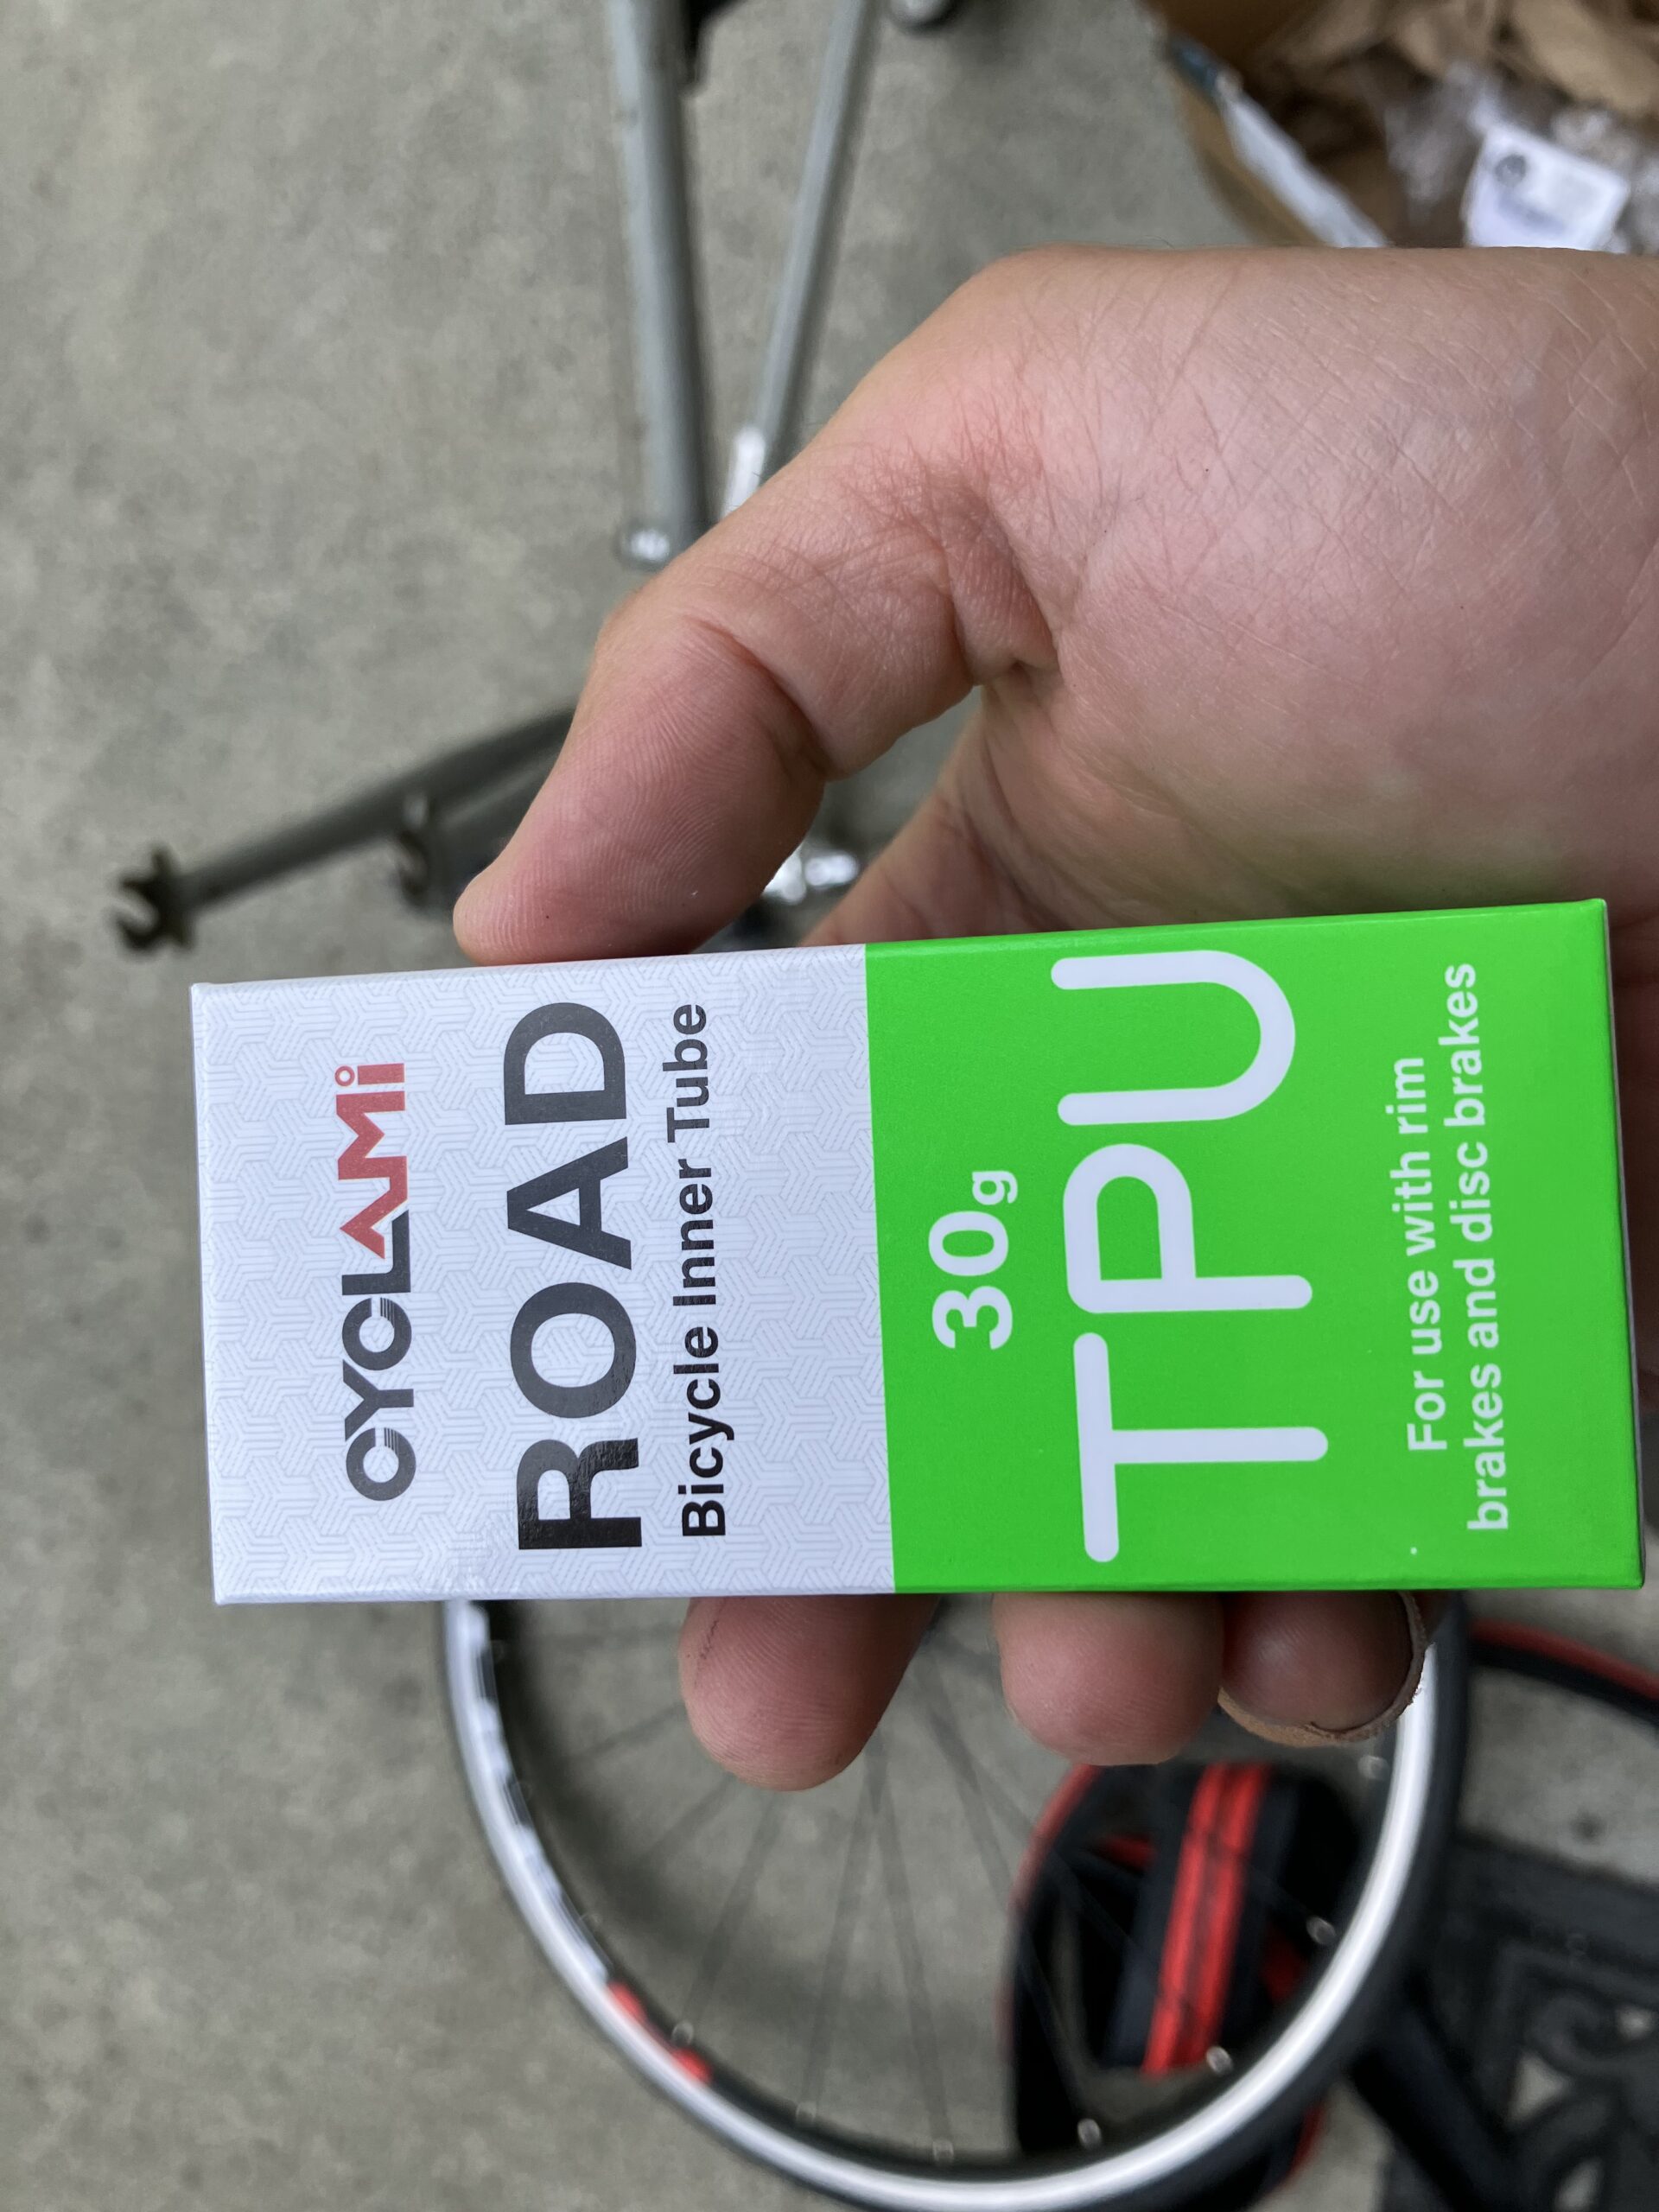 CYCLAMi
ROAD
Bicycle Inner Tube
30g
TPU
For use with rim
brakes and disc brakes